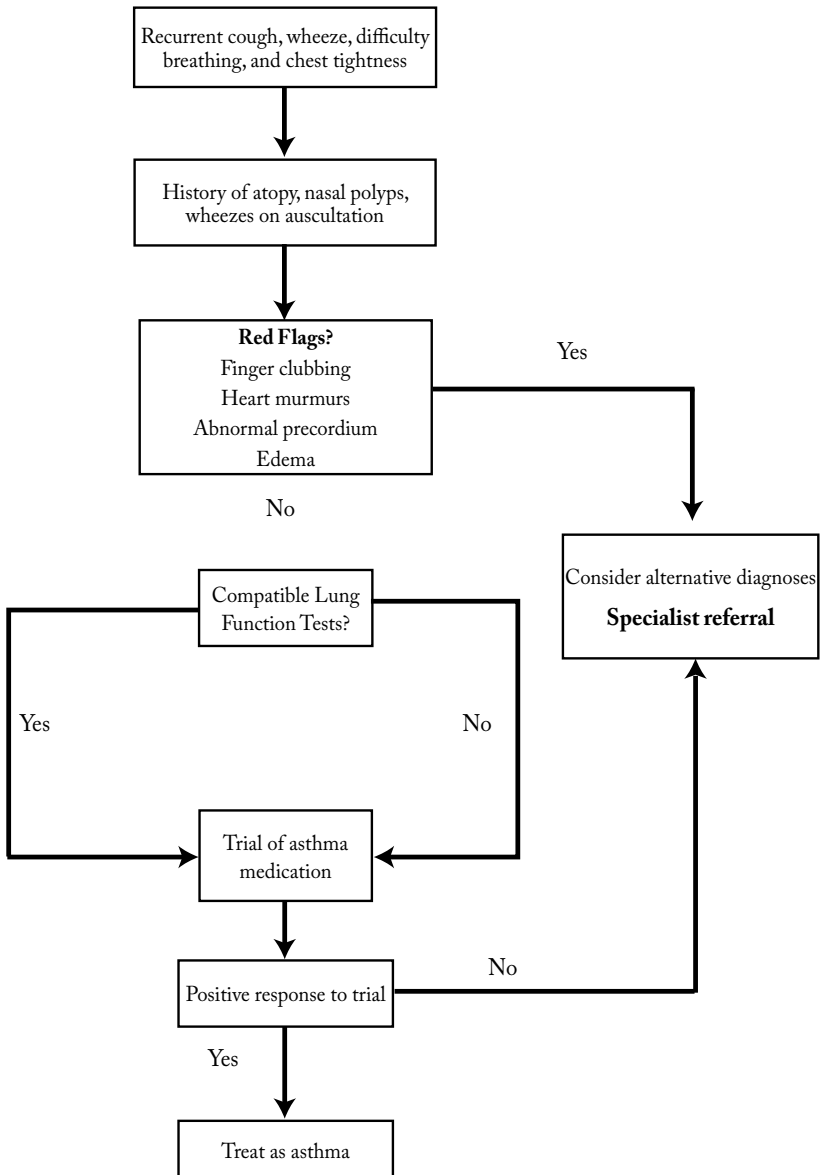 Recurrent cough, wheeze, difficulty
breathing, and chest tightness
History of atopy, nasal polyps,
wheezes on auscultation
Red Flags?
Finger clubbing
Heart murmurs
Abnormal precordium
Edema
Yes
No
Consider alternative diagnoses
Specialist referral
Compatible Lung
Function Tests?
Yes
No
Trial of asthma
medication
Positive response to trial
No
Yes
Treat as asthma